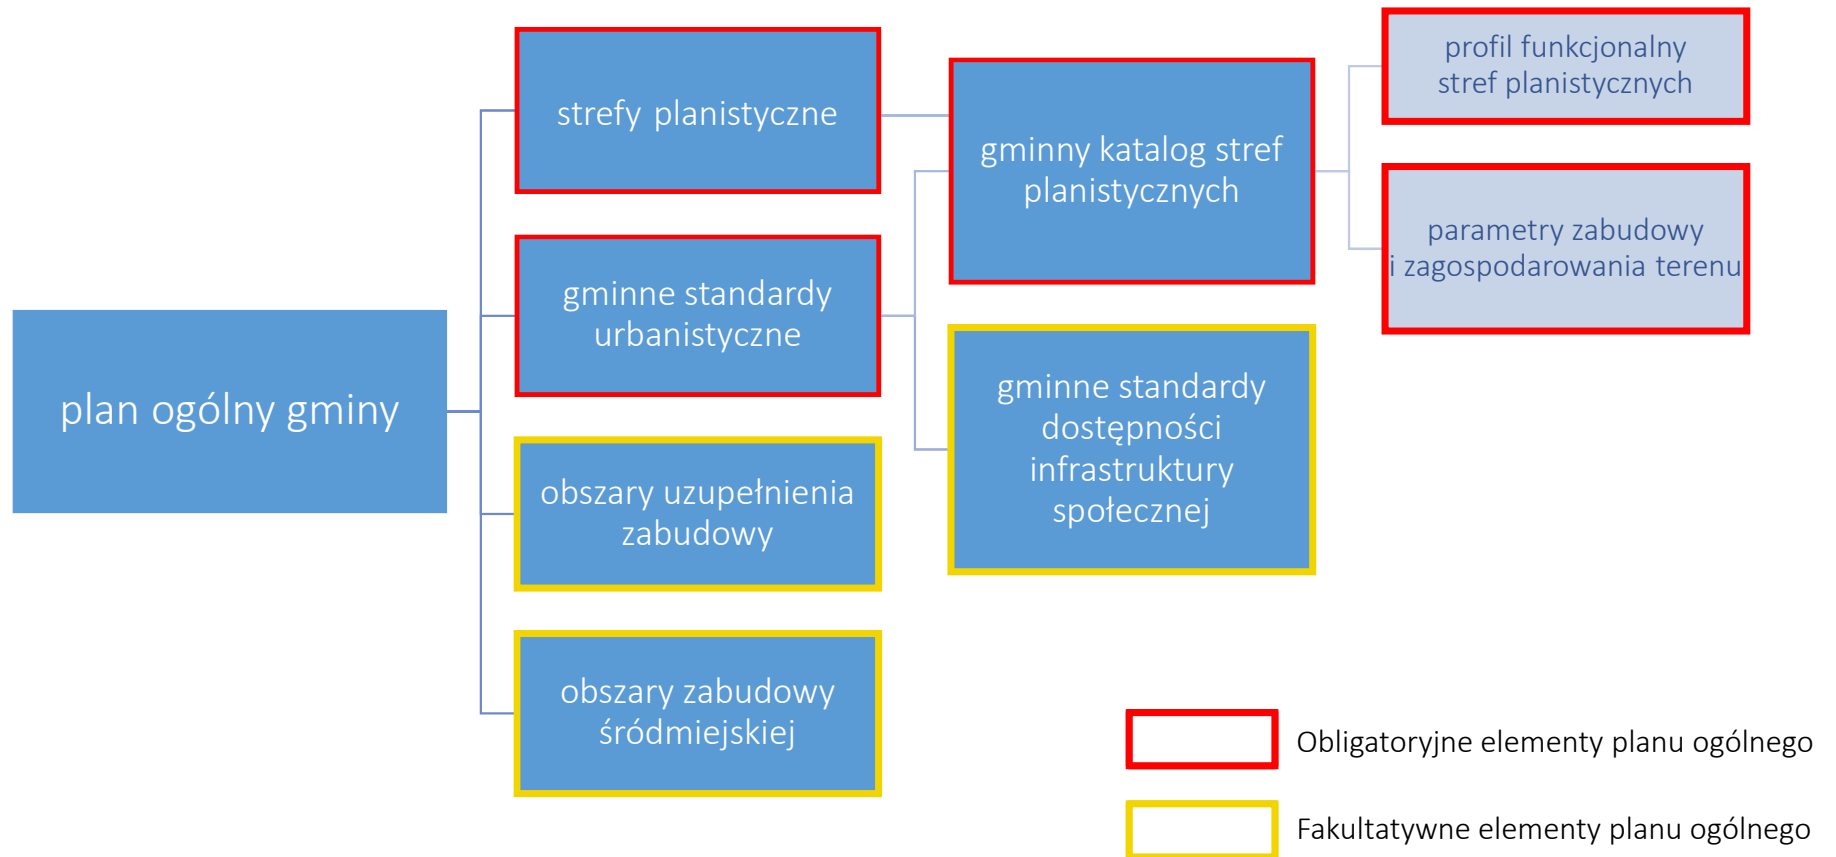 plan ogólny gminy
strefy planistyczne
gminne standardy
urbanistyczne
obszary uzupełnienia
zabudowy
obszary zabudowy
śródmiejskiej
gminny katalog stref
planistycznych
gminne standardy
dostępności
infrastruktury
społecznej
profil funkcjonalny
stref planistycznych
parametry zabudowy
i zagospodarowania terenu
Obligatoryjne elementy planu ogólnego
Fakultatywne elementy planu ogólnego